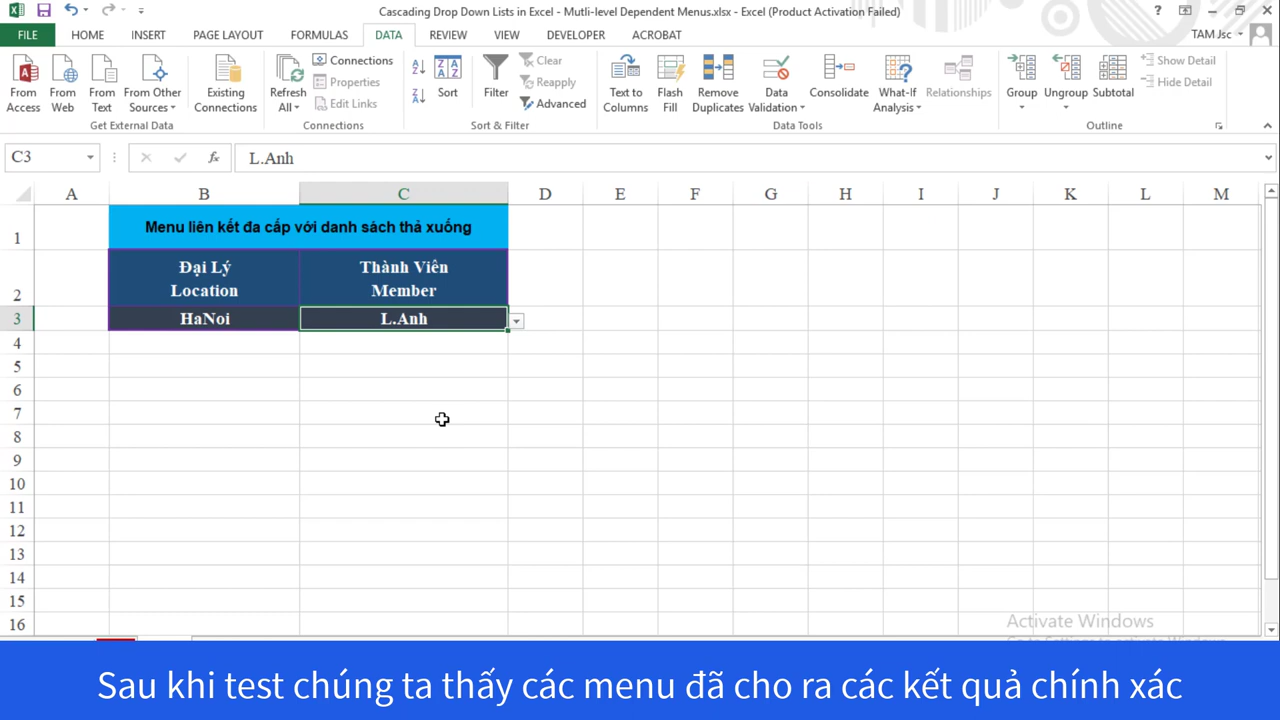 Cascading Drop Down Lists in Excel - Mutli-level Dependent Menus.xlsx - Excel (Product Activation Failed)
FILE HOME INSERT PAGE LAYOUT FORMULAS DATA REVIEW VIEW DEVELOPER ACROBAT TAM Jsc
From Access
From Web
From Text
From Other Sources
Existing Connections
Get External Data
Refresh All
Connections
Properties
Edit Links
Connections
Sort
Filter
Clear
Reapply
Advanced
Sort & Filter
Text to Columns
Flash Fill
Remove Duplicates
Data Validation
Consolidate
What-If Analysis
Relationships
Data Tools
Group
Ungroup
Subtotal
Show Detail
Hide Detail
Outline
C3 fx L.Anh
A B C D E F G H I J K L M
1 Menu liên kết đa cấp với danh sách thả xuống
2 Đại Lý Location Thành Viên Member
3 HaNoi L.Anh
4
5
6
7
8
9
10
11
12
13
14
15
16
Activate Windows
Sau khi test chúng ta thấy các menu đã cho ra các kết quả chính xác